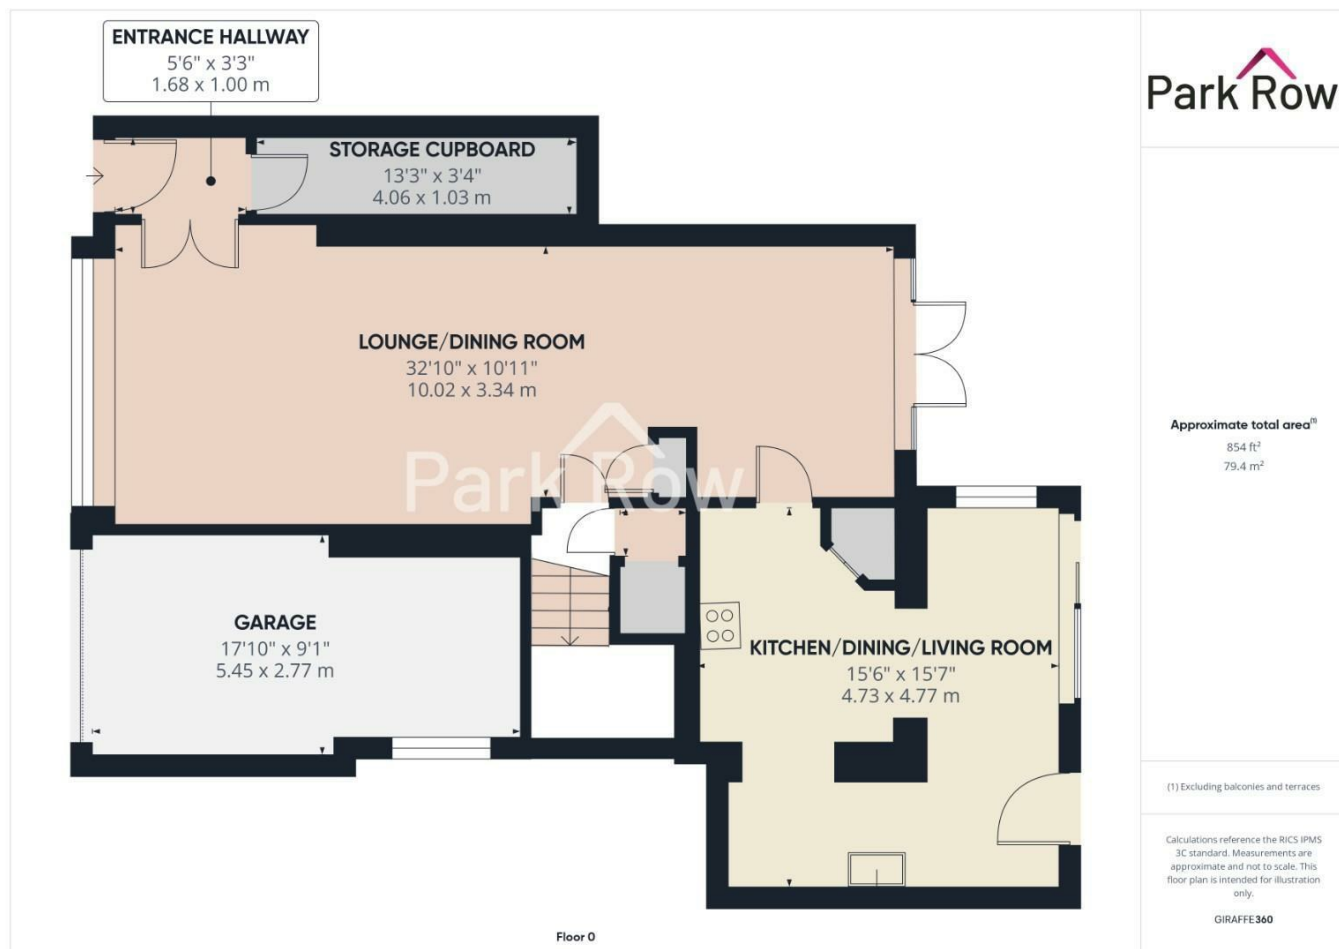 ENTRANCE HALLWAY
5'6" x 3'3"
1.68 x 1.00 m
STORAGE CUPBOARD
13'3" x 3'4"
4.06 x 1.03 m
LOUNGE/DINING ROOM
32'10" x 10'11"
10.02 x 3.34 m
Park Row
GARAGE
17'10" x 9'1"
5.45 x 2.77 m
KITCHEN/DINING/LIVING ROOM
15'6" x 15'7"
4.73 x 4.77 m
Floor 0
Park Row
Approximate total area⁽¹⁾
854 ft²
79.4 m²
(1) Excluding balconies and terraces
Calculations reference the RICS IPMS
3C standard. Measurements are
approximate and not to scale. This
floor plan is intended for illustration
only.
GIRAFFE360